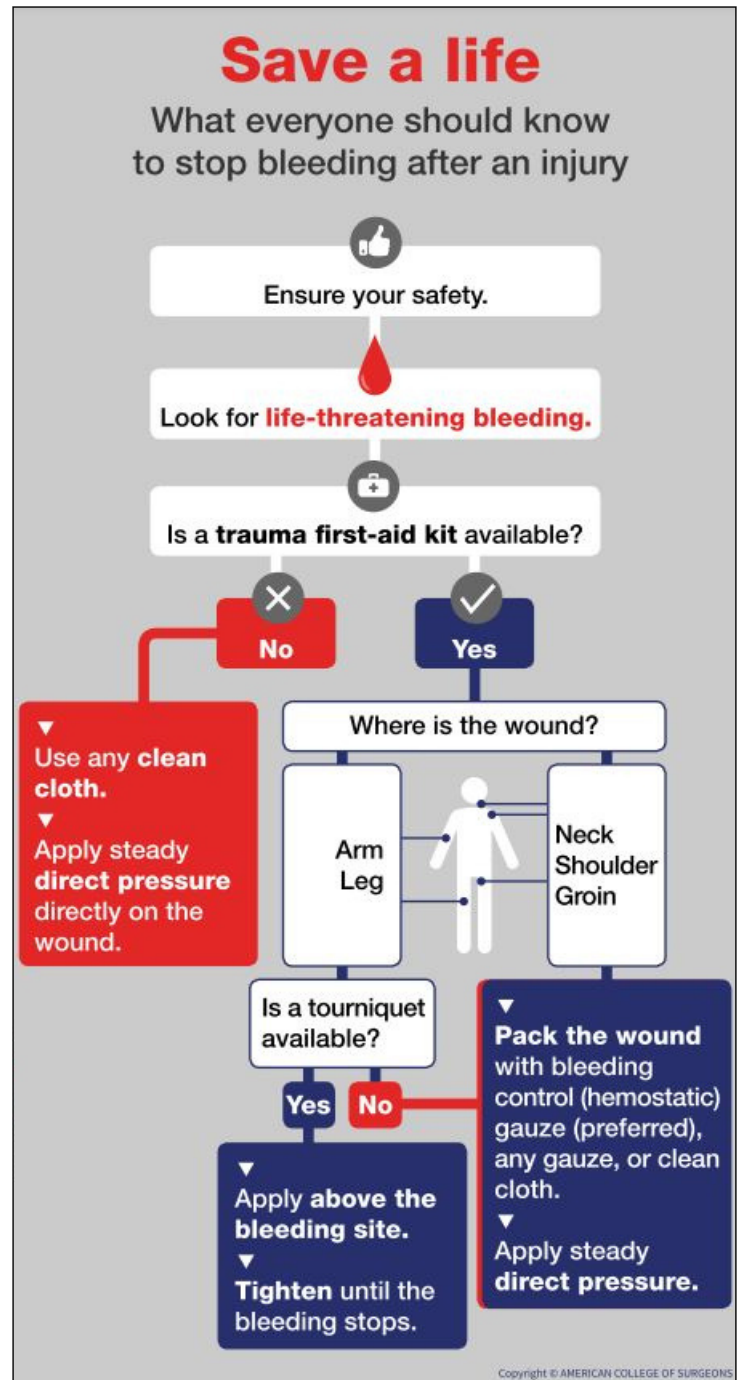 Save a life
What everyone should know
to stop bleeding after an injury
Ensure your safety.
Look for life-threatening bleeding.
Is a trauma first-aid kit available?
No
Yes
▼
Use any clean
cloth.
▼
Apply steady
direct pressure
directly on the
wound.
Where is the wound?
Arm
Leg
Neck
Shoulder
Groin
Is a tourniquet
available?
Yes
No
▼
Apply above the
bleeding site.
▼
Tighten until the
bleeding stops.
▼
Pack the wound
with bleeding
control (hemostatic)
gauze (preferred),
any gauze, or clean
cloth.
▼
Apply steady
direct pressure.
Copyright © AMERICAN COLLEGE OF SURGEONS